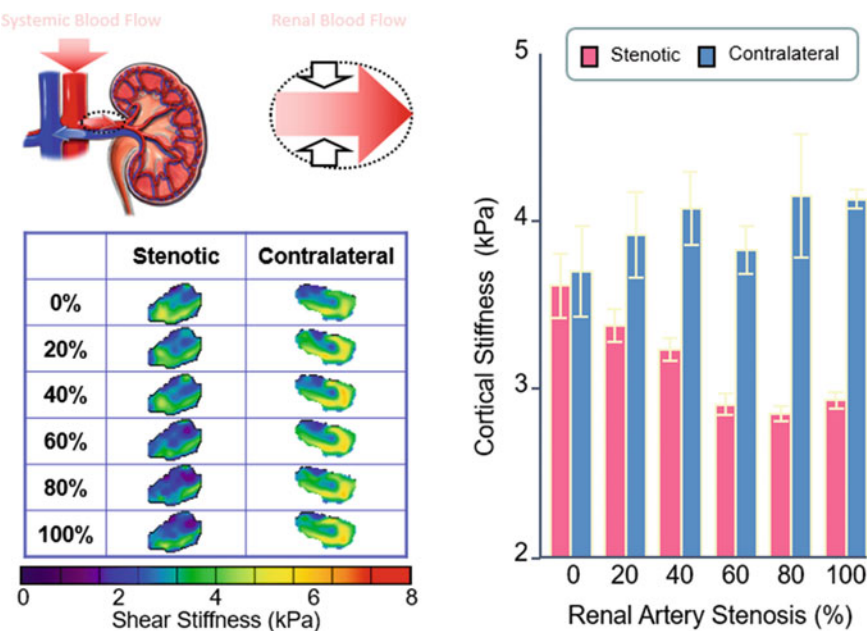 Systemic Blood Flow
Renal Blood Flow
Stenotic Contralateral
0%
20%
40%
60%
80%
100%
0 2 4 6 8
Shear Stiffness (kPa)
Stenotic Contralateral
5
4
3
2
Cortical Stiffness (kPa)
0 20 40 60 80 100
Renal Artery Stenosis (%)